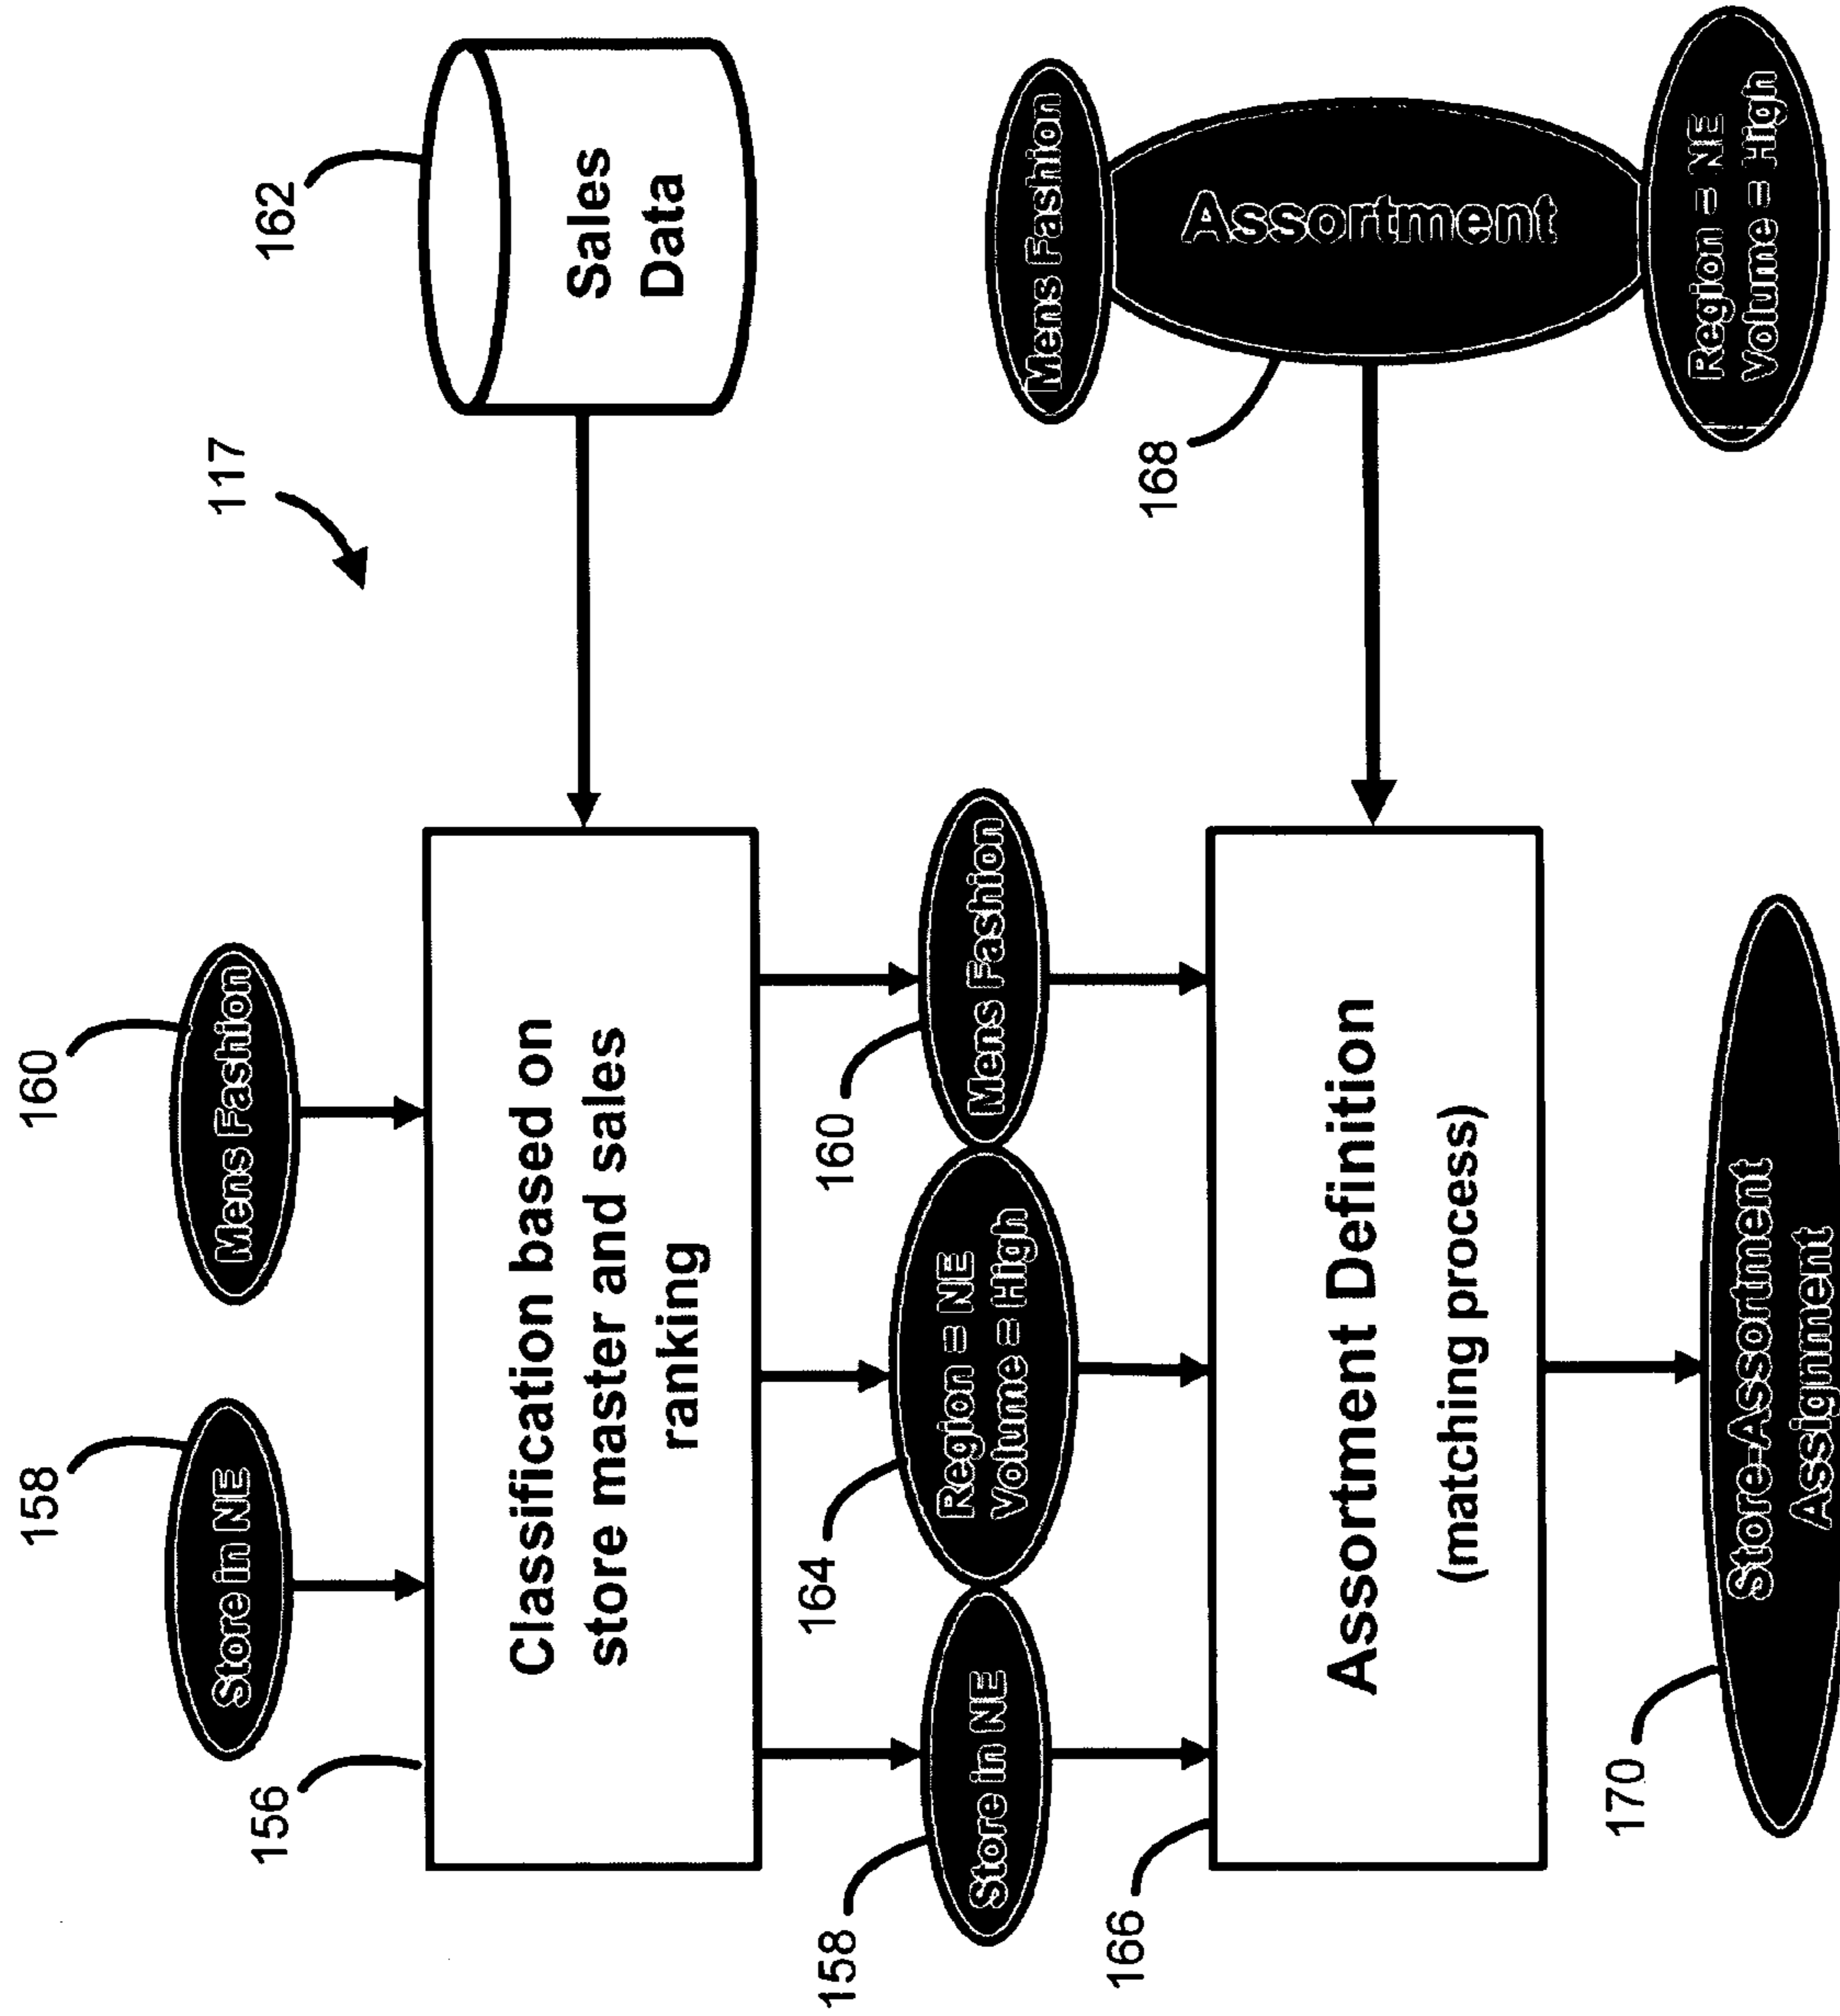 160
158
Mens Fashion
Store in NE
117
162
156
Classification based on
store master and sales
ranking
Sales
Data
160
164
158
Store in NE
Region = NE
Volume = High
Mens Fashion
Mens Fashion
168
166
Assortment Definition
(matching process)
Assortment
Region = NE
Volume = High
170
Store-Assortment
Assignment